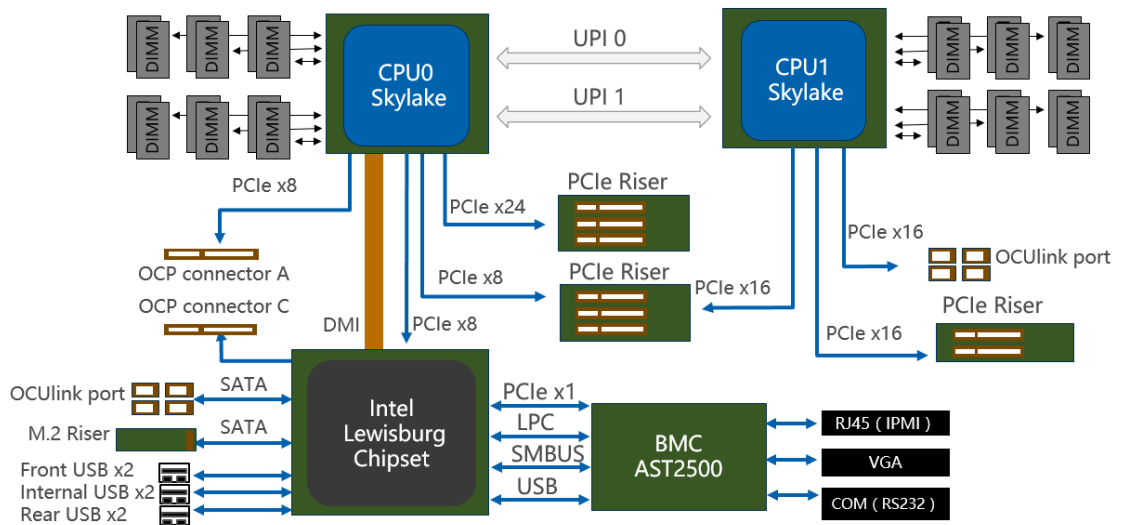 UPI 0
UPI 1
CPU0
Skylake
CPU1
Skylake
DIMM
DIMM
DIMM
DIMM
DIMM
DIMM
DIMM
DIMM
DIMM
DIMM
DIMM
DIMM
PCIe x8
OCP connector A
OCP connector C
DMI
PCIe x8
PCIe x24
PCIe Riser
PCIe x8
PCIe Riser
PCIe x16
PCIe x16
OCUlink port
PCIe x16
PCIe Riser
OCUlink port
SATA
M.2 Riser
SATA
Front USB x2
Internal USB x2
Rear USB x2
Intel
Lewisburg
Chipset
PCIe x1
LPC
SMBUS
USB
BMC
AST2500
RJ45 ( IPMI )
VGA
COM ( RS232 )